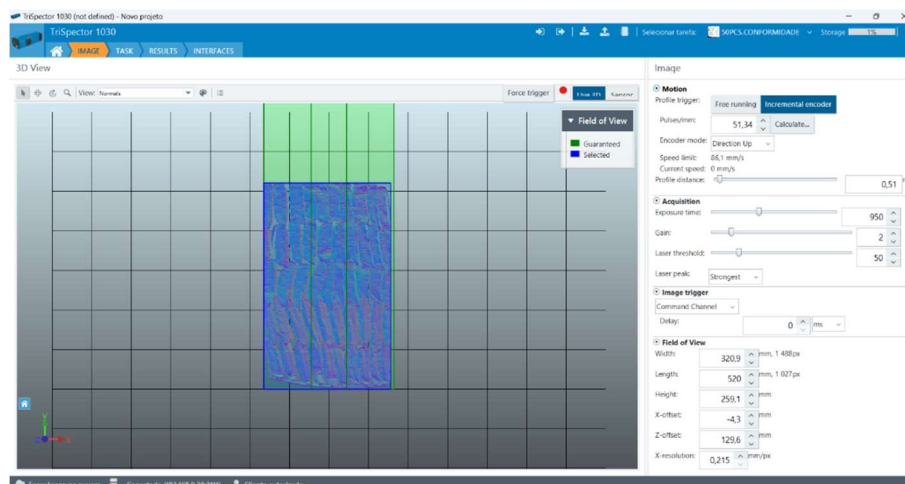 TriSpector 1030 (not defined) - Novo projeto
TriSpector 1030
Selecionar tarefa: 50PCS.CONFORMIDADE Storage 1%
IMAGE TASK RESULTS INTERFACES
3D View
View: Normals
Force trigger
Field of View
Guaranteed
Selected
Y
Z X
Image
Motion
Profile trigger: Free running Incremental encoder
Pulses/mm: 51,34 Calculate...
Encoder mode: Direction Up
Speed limit: 86,1 mm/s
Current speed: 0 mm/s
Profile distance: 0,51
Acquisition
Exposure time: 950
Gain: 2
Laser threshold: 50
Laser peak: Strongest
Image trigger
Command Channel
Delay: 0 ms
Field of View
Width: 320,9 mm, 1 488px
Length: 520 mm, 1 027px
Height: 259,1 mm
X-offset: -4,3 mm
Z-offset: 129,6 mm
X-resolution: 0,215 mm/px